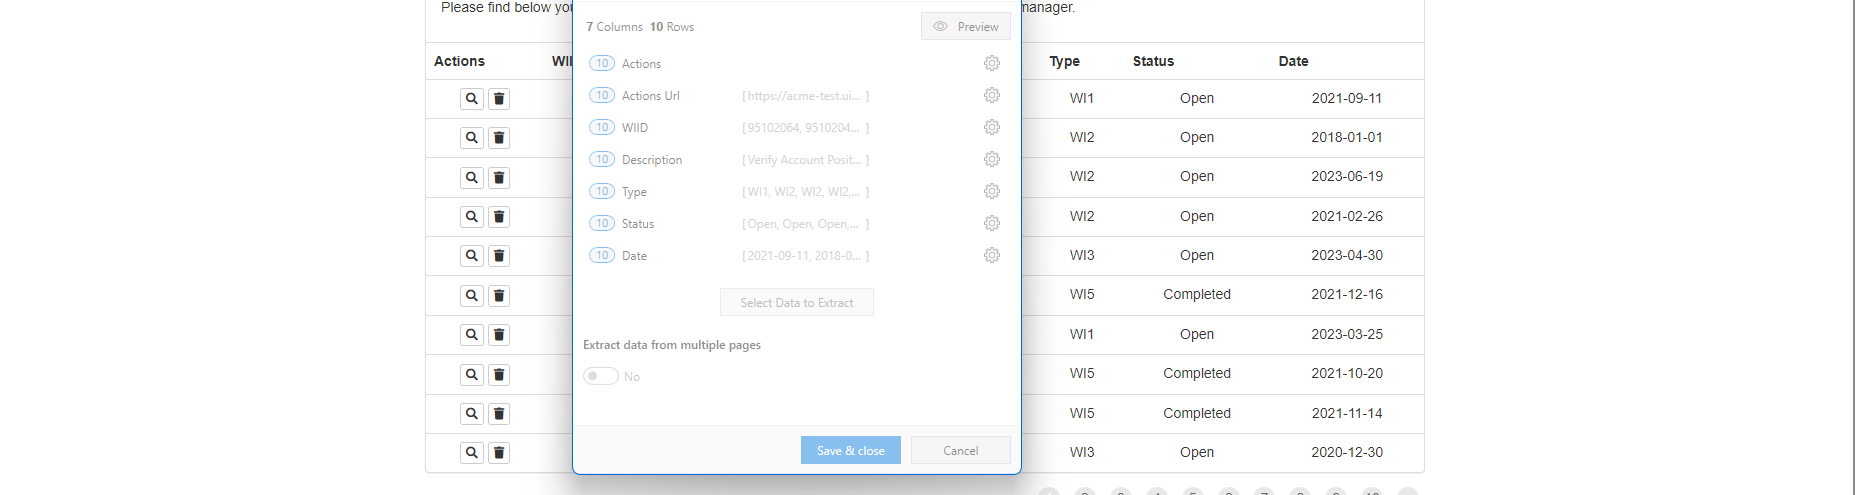 Please find below you
manager.
7 Columns 10 Rows
Preview
Actions
WII
Type
Status
Date
10 Actions
10 Actions Url [ https://acme-test.ui... ]
10 WIID [ 95102064, 9510204... ]
10 Description [ Verify Account Posit... ]
10 Type [ WI1, WI2, WI2, WI2,... ]
10 Status [ Open, Open, Open,... ]
10 Date [ 2021-09-11, 2018-0... ]
Select Data to Extract
Extract data from multiple pages
No
Save & close
Cancel
WI1 Open 2021-09-11
WI2 Open 2018-01-01
WI2 Open 2023-06-19
WI2 Open 2021-02-26
WI3 Open 2023-04-30
WI5 Completed 2021-12-16
WI1 Open 2023-03-25
WI5 Completed 2021-10-20
WI5 Completed 2021-11-14
WI3 Open 2020-12-30